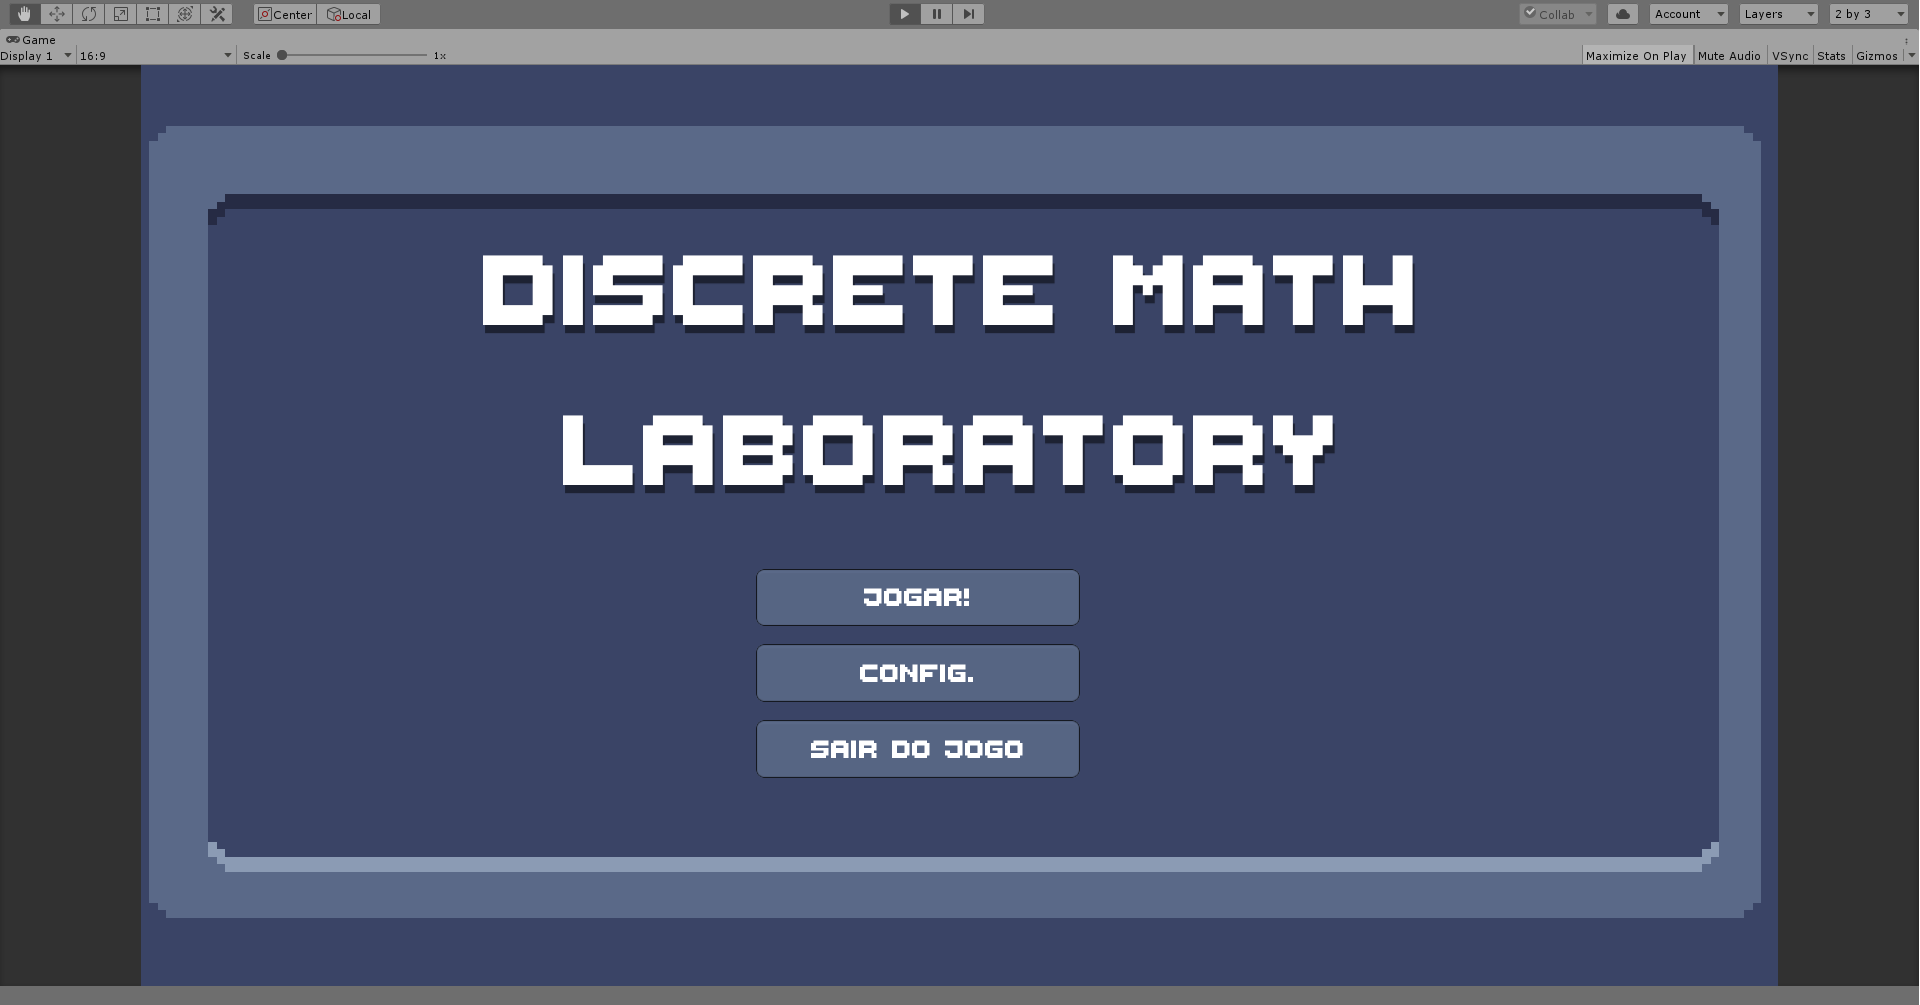 Center Local Collab Account Layers 2 by 3
Game
Display 1 16:9 Scale 1x Maximize On Play Mute Audio VSync Stats Gizmos
DISCRETE MATH
LABORATORY
JOGAR!
CONFIG.
SAIR DO JOGO